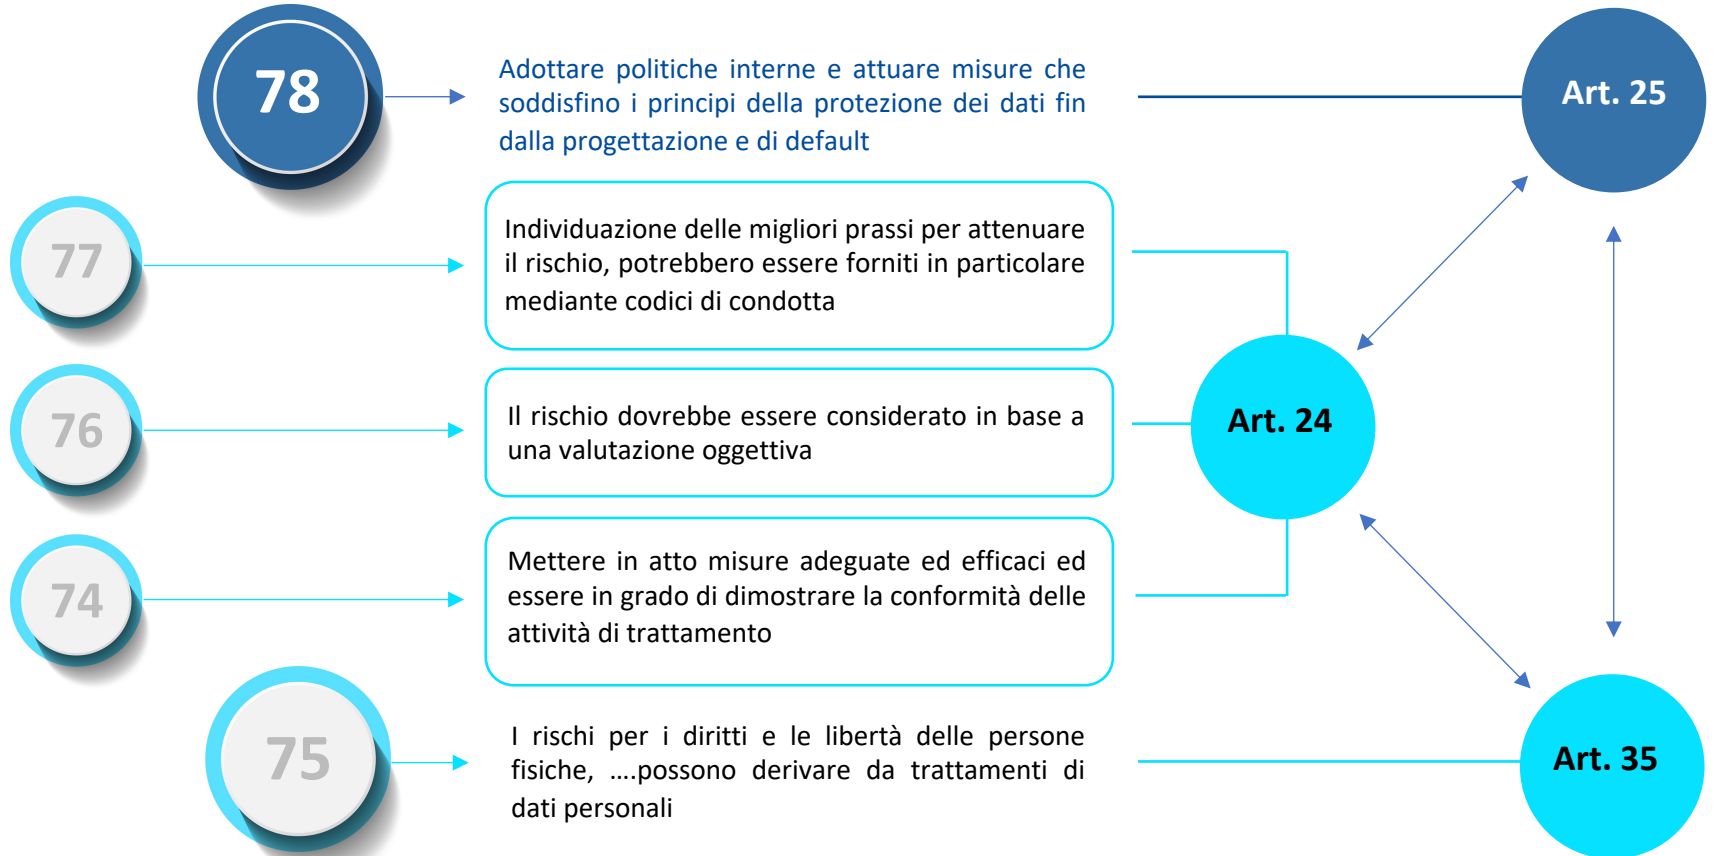 78
Adottare politiche interne e attuare misure che
soddisfino i principi della protezione dei dati fin
dalla progettazione e di default
Art. 25
77
Individuazione delle migliori prassi per attenuare
il rischio, potrebbero essere forniti in particolare
mediante codici di condotta
76
Il rischio dovrebbe essere considerato in base a
una valutazione oggettiva
Art. 24
74
Mettere in atto misure adeguate ed efficaci ed
essere in grado di dimostrare la conformità delle
attività di trattamento
75
I rischi per i diritti e le libertà delle persone
fisiche, ....possono derivare da trattamenti di
dati personali
Art. 35